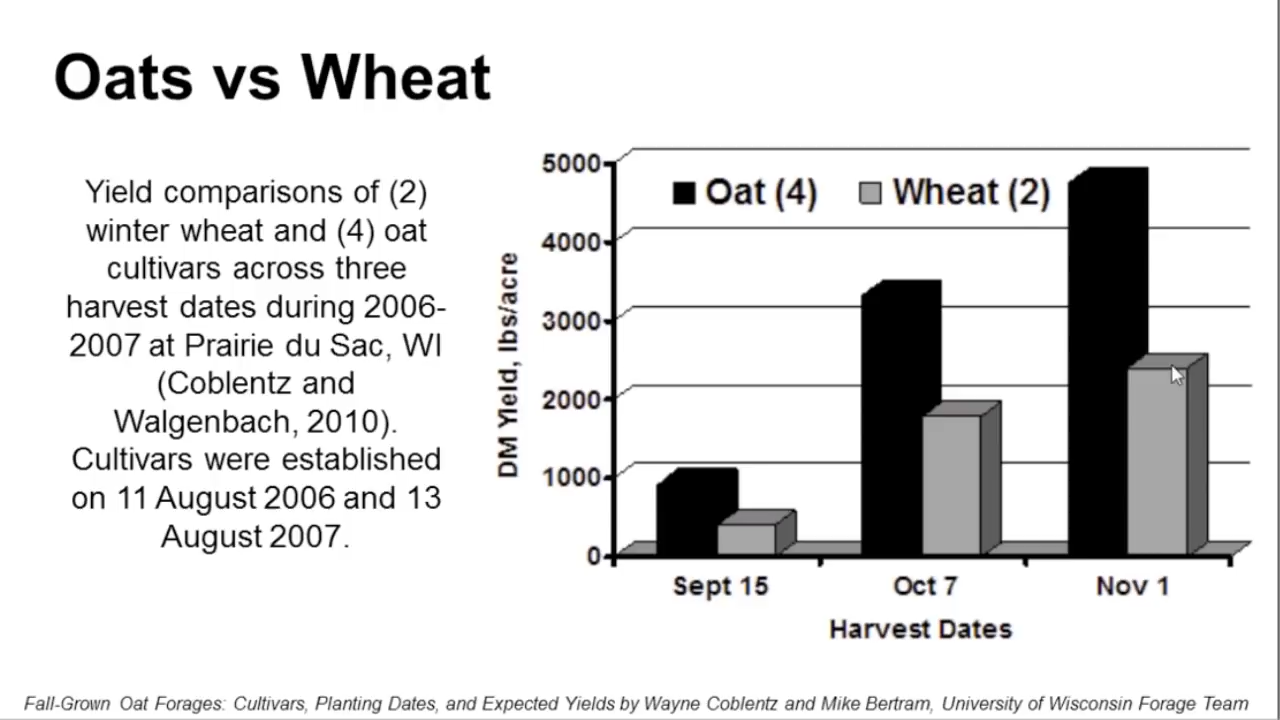 Oats vs Wheat
Yield comparisons of (2)
winter wheat and (4) oat
cultivars across three
harvest dates during 2006-
2007 at Prairie du Sac, WI
(Coblentz and
Walgenbach, 2010).
Cultivars were established
on 11 August 2006 and 13
August 2007.
DM Yield, lbs/acre
5000
4000
3000
2000
1000
0
Oat (4) Wheat (2)
Sept 15 Oct 7 Nov 1
Harvest Dates
Fall-Grown Oat Forages: Cultivars, Planting Dates, and Expected Yields by Wayne Coblentz and Mike Bertram, University of Wisconsin Forage Team